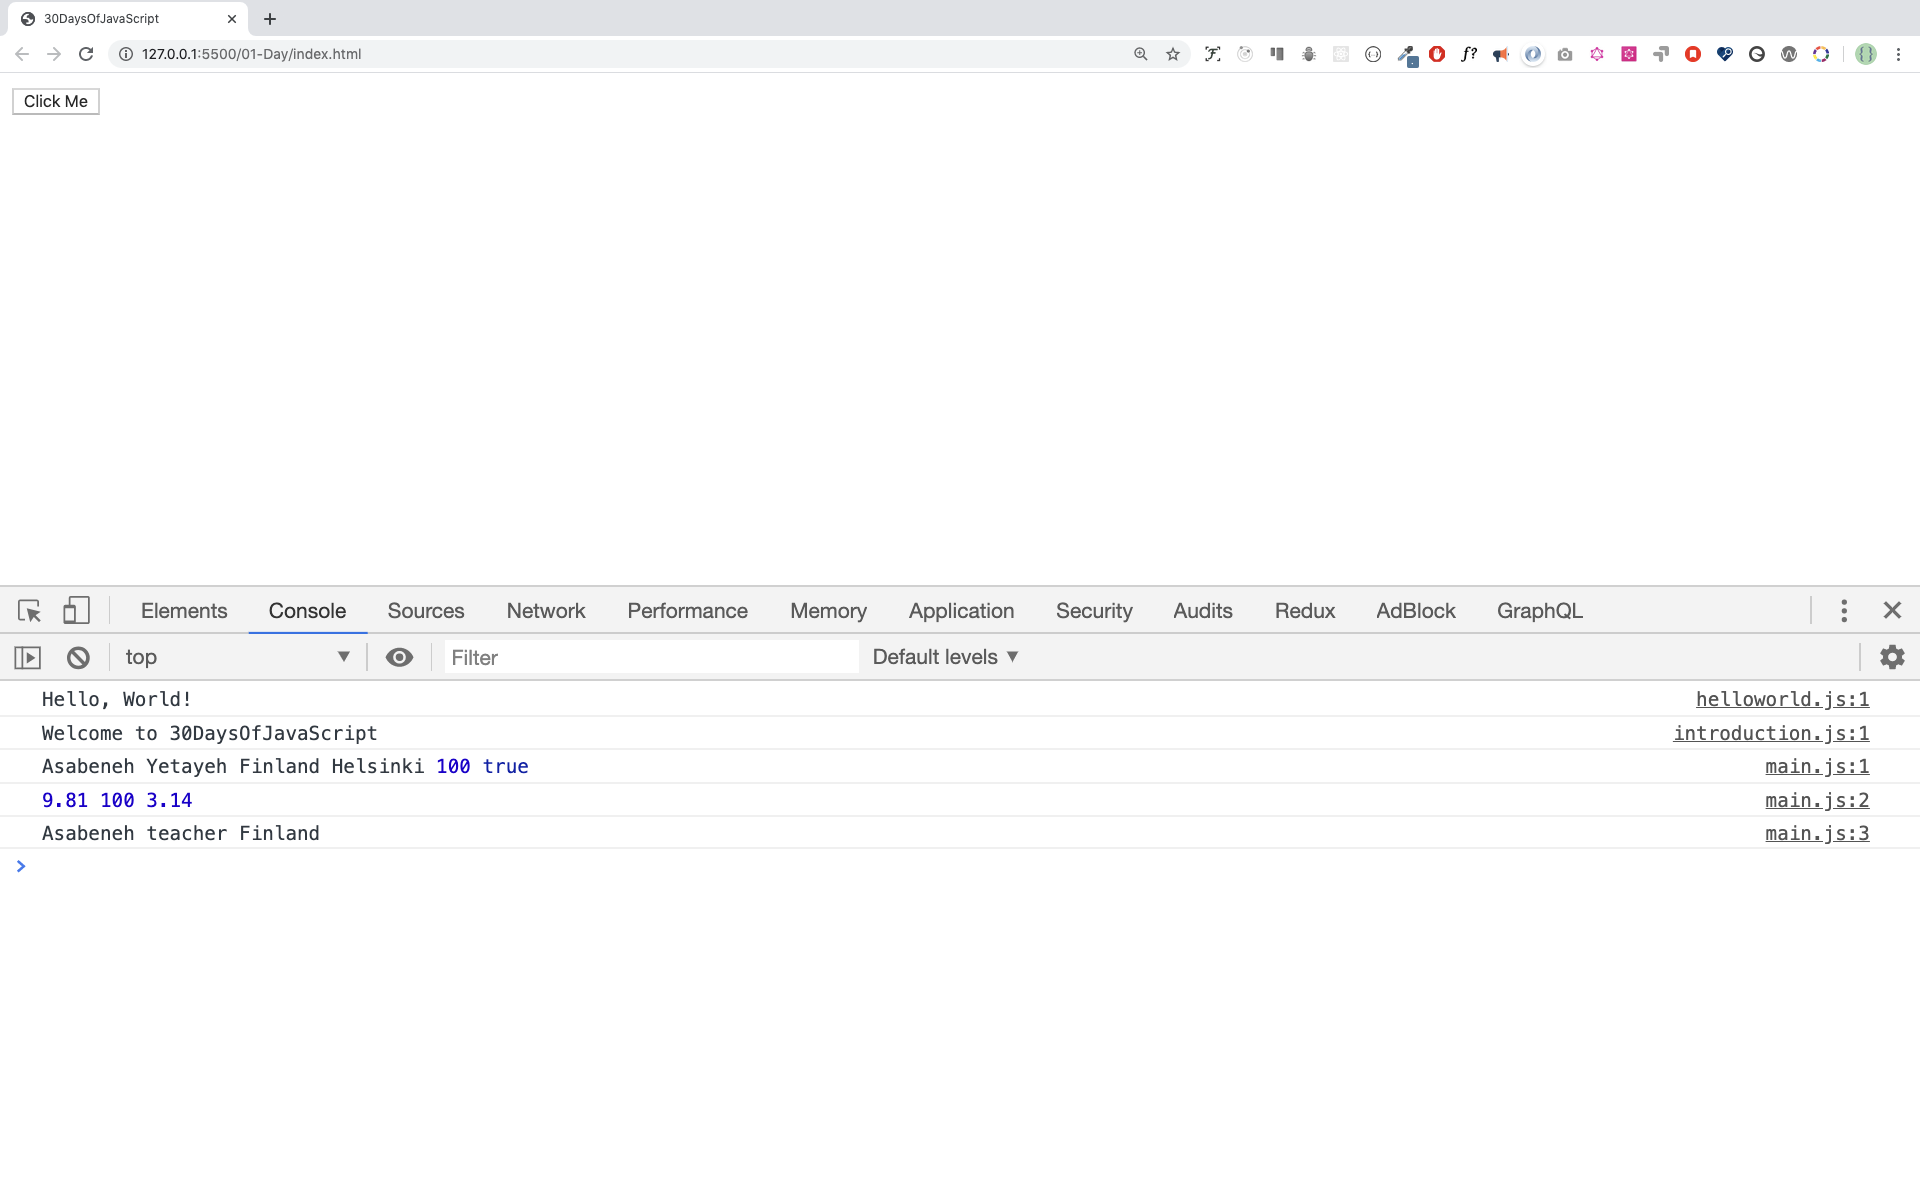 30DaysOfJavaScript
127.0.0.1:5500/01-Day/index.html
Click Me
Elements Console Sources Network Performance Memory Application Security Audits Redux AdBlock GraphQL
top Filter Default levels
Hello, World! helloworld.js:1
Welcome to 30DaysOfJavaScript introduction.js:1
Asabeneh Yetayeh Finland Helsinki 100 true main.js:1
9.81 100 3.14 main.js:2
Asabeneh teacher Finland main.js:3